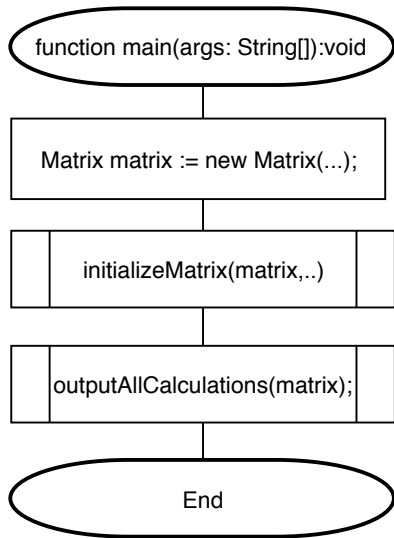 function main(args: String[]):void
Matrix matrix := new Matrix(...);
initializeMatrix(matrix,..)
outputAllCalculations(matrix);
End